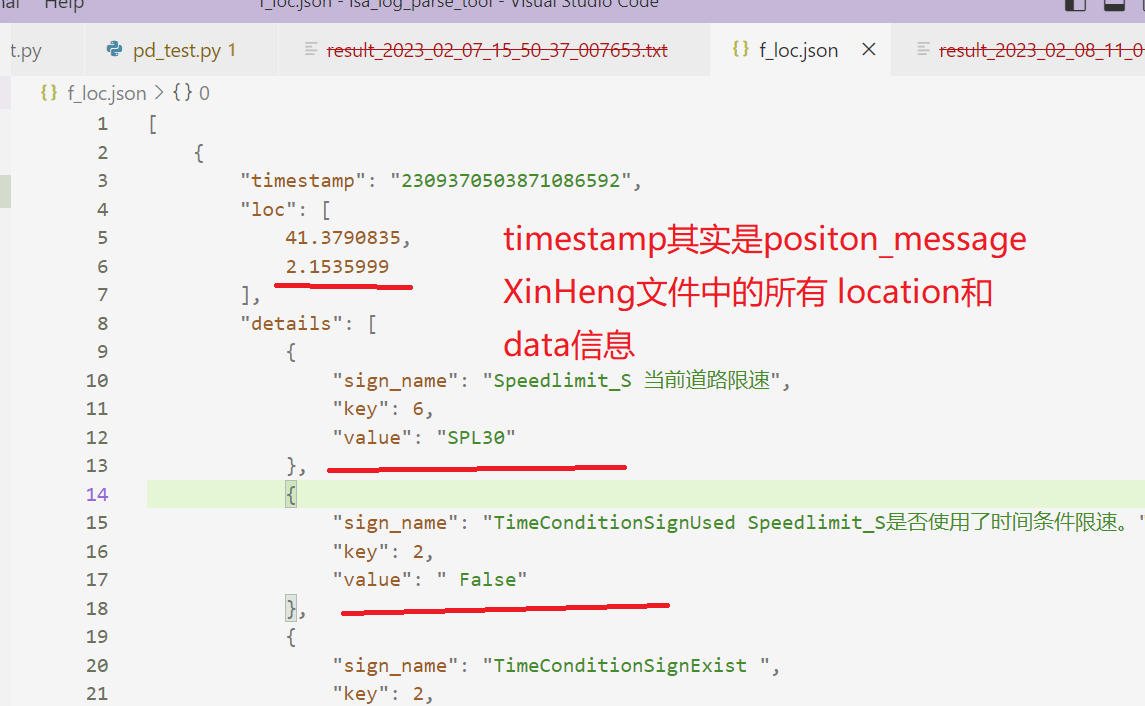 Help f_loc.json - isa_log_parse_tool - Visual Studio Code
t.py pd_test.py 1 result_2023_02_07_15_50_37_007653.txt {} f_loc.json × result_2023_02_08_11_0
{} f_loc.json > {} 0
1 [
2 {
3 "timestamp": "2309370503871086592",
4 "loc": [
5 41.3790835,
6 2.1535999
7 ],
8 "details": [
9 {
10 "sign_name": "Speedlimit_S 当前道路限速",
11 "key": 6,
12 "value": "SPL30"
13 },
14 {
15 "sign_name": "TimeConditionSignUsed Speedlimit_S是否使用了时间条件限速。"
16 "key": 2,
17 "value": " False"
18 },
19 {
20 "sign_name": "TimeConditionSignExist ",
21 "key": 2,
timestamp其实是positon_message
XinHeng文件中的所有 location和
data信息